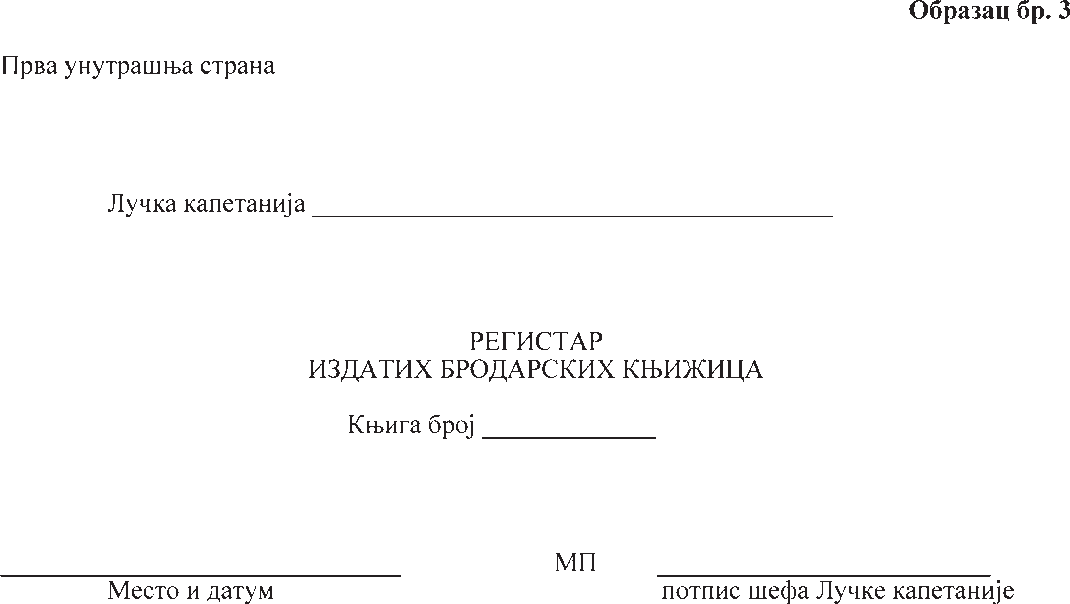 Образац бр. 3
Прва унутрашња страна
Лучка капетанија
РЕГИСТАР
ИЗДАТИХ БРОДАРСКИХ КЊИЖИЦА
Књига број
МП
Место и датум потпис шефа Лучке капетаније